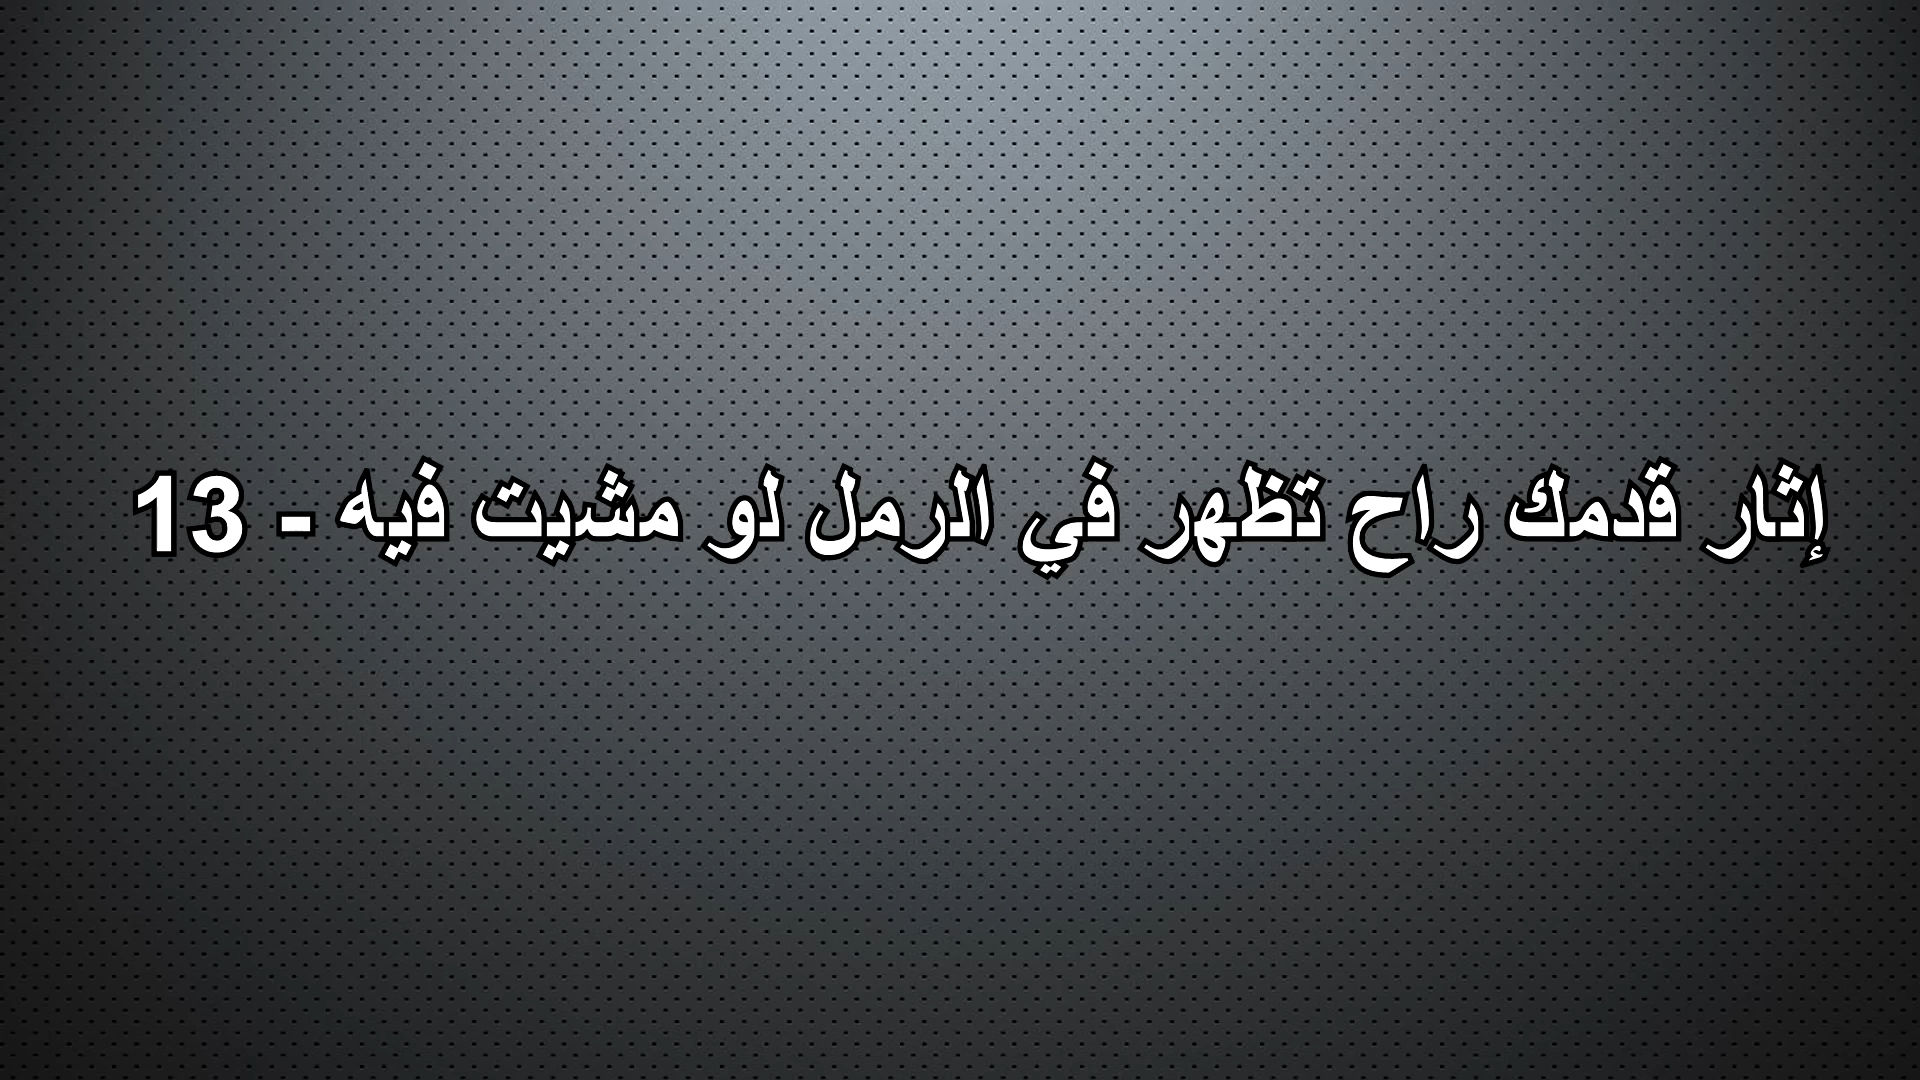 إثار قدمك راح تظهر في الرمل لو مشيت فيه - 13